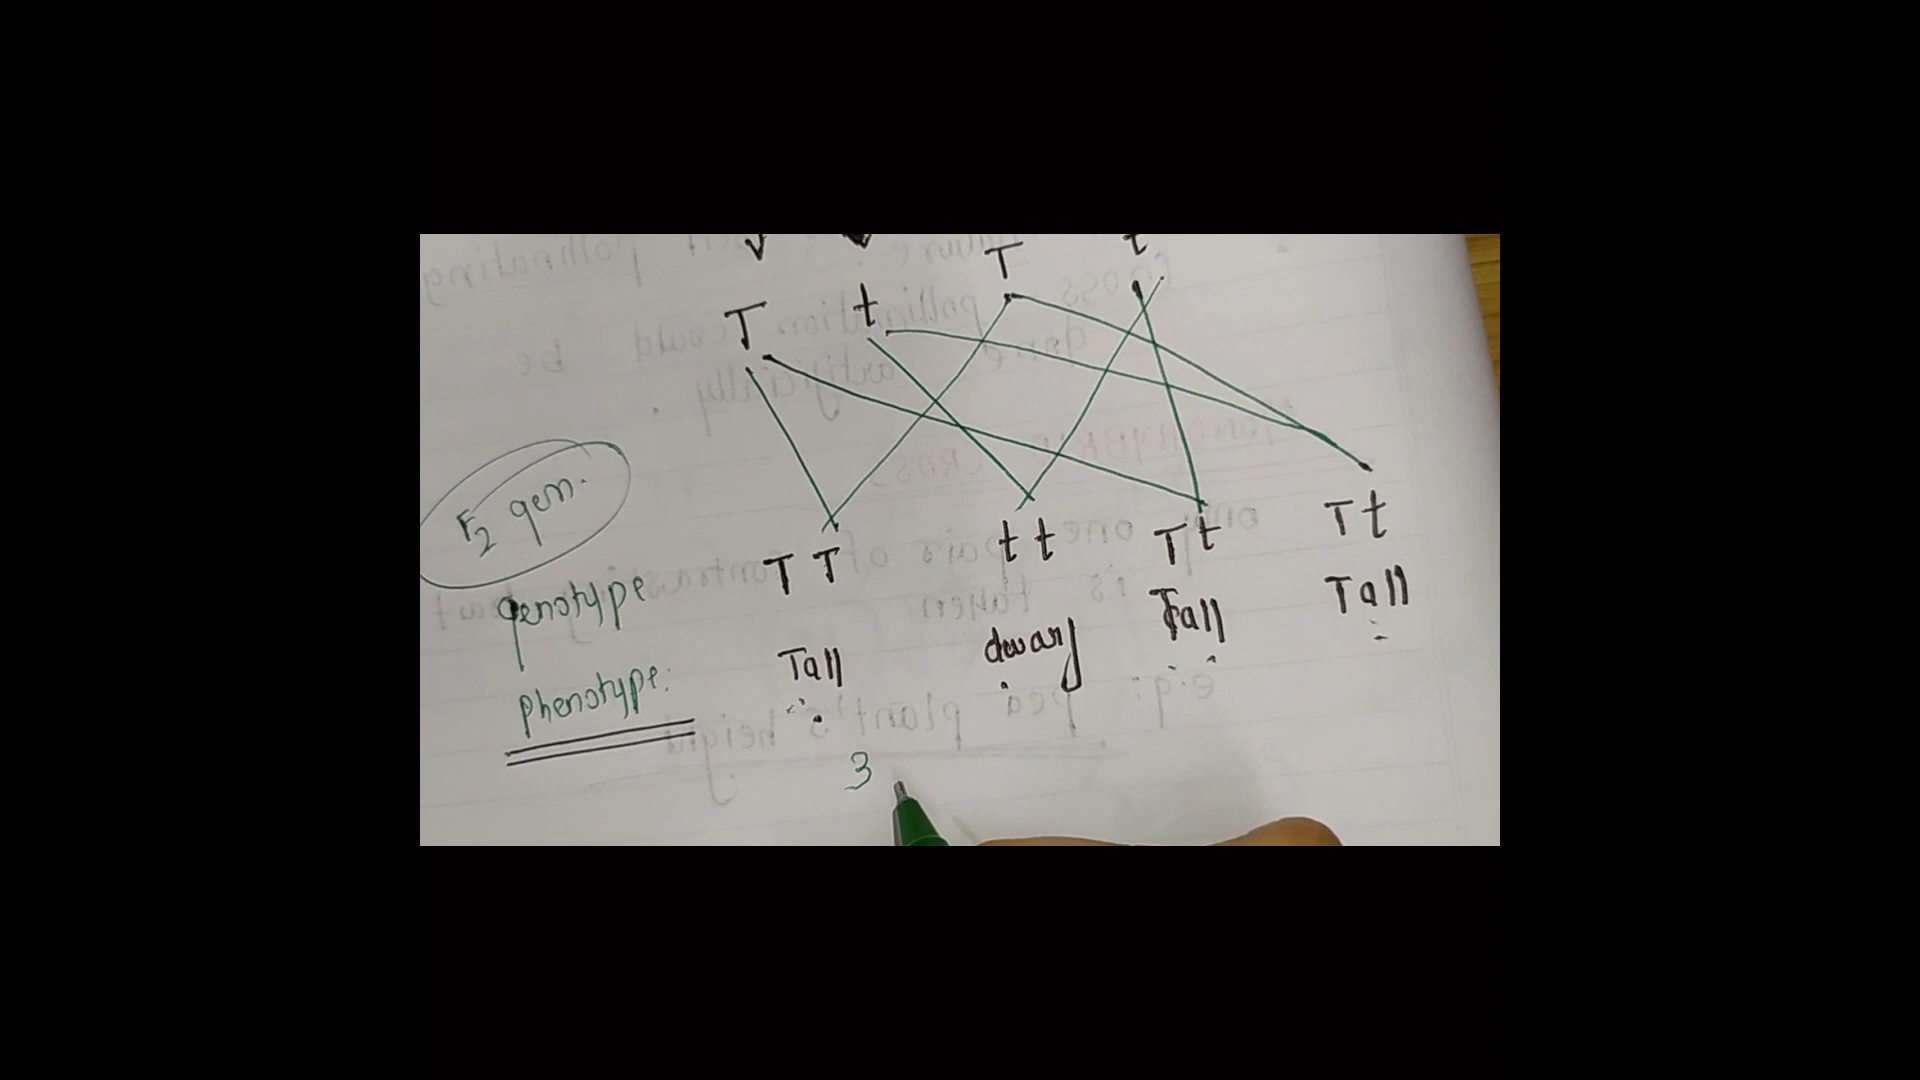 T t T t
F2 gen.
genotype TT tt Tt Tt
phenotype: Tall dwarf Tall Tall
3